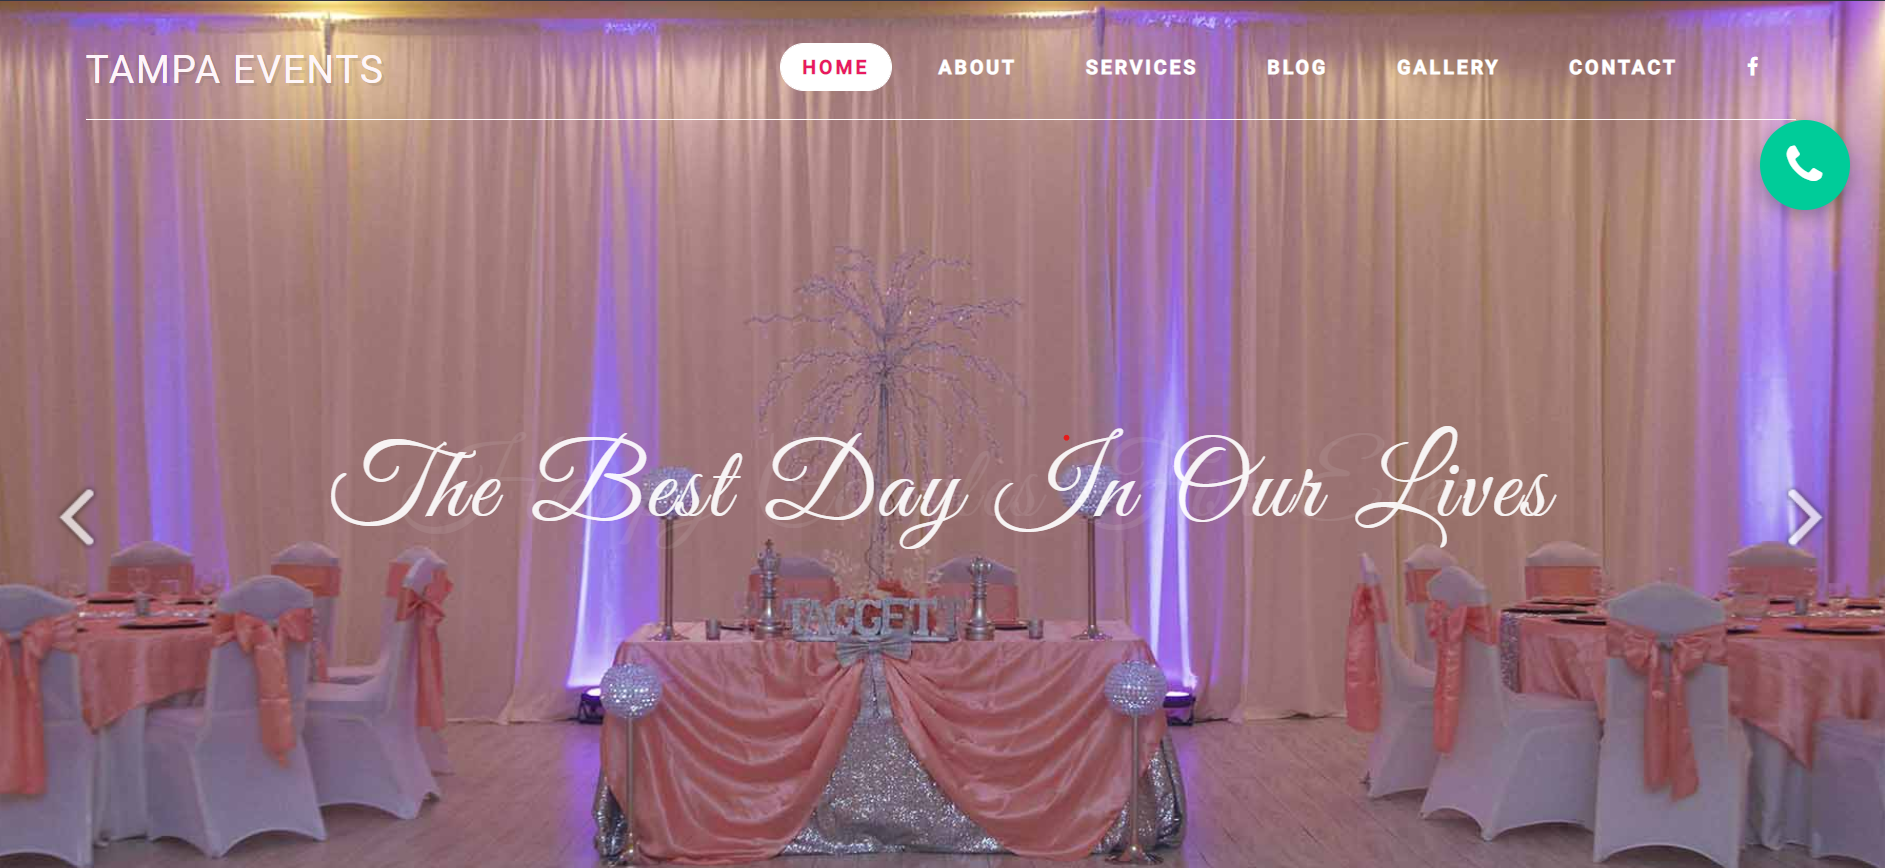 TAMPA EVENTS
HOME ABOUT SERVICES BLOG GALLERY CONTACT f
The Best Day In Our Lives
TAGGETT